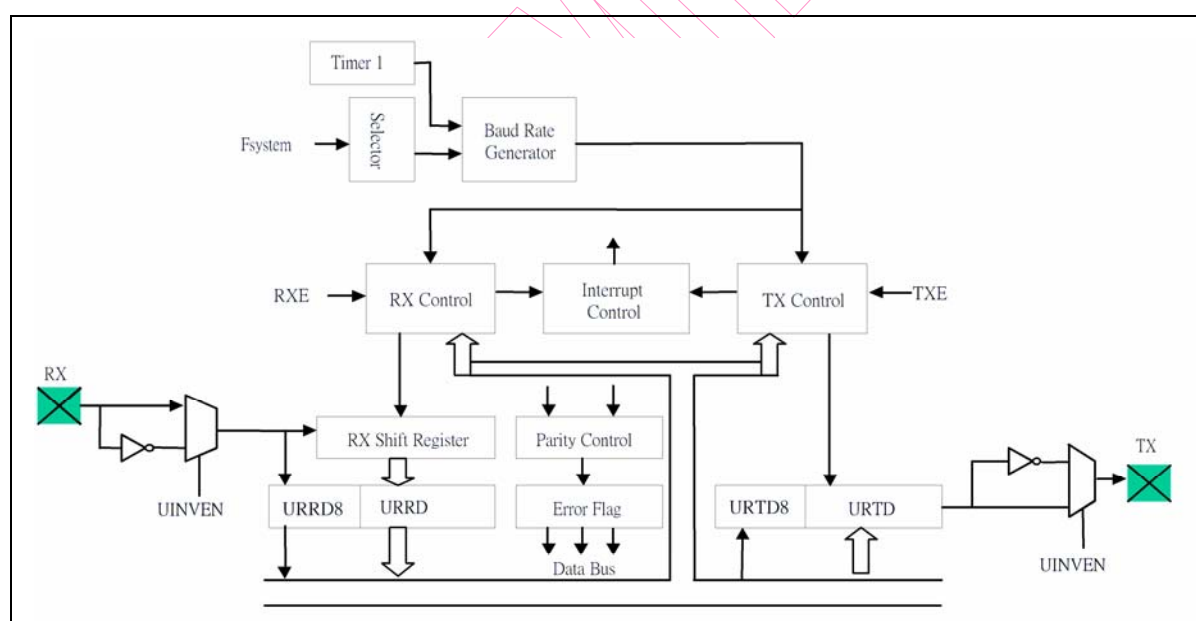 Timer 1
Selector
Fsystem
Baud Rate
Generator
RXE
RX Control
Interrupt
Control
TX Control
TXE
RX
RX Shift Register
Parity Control
TX
UINVEN
URRD8
URRD
Error Flag
URTD8
URTD
Data Bus
UINVEN